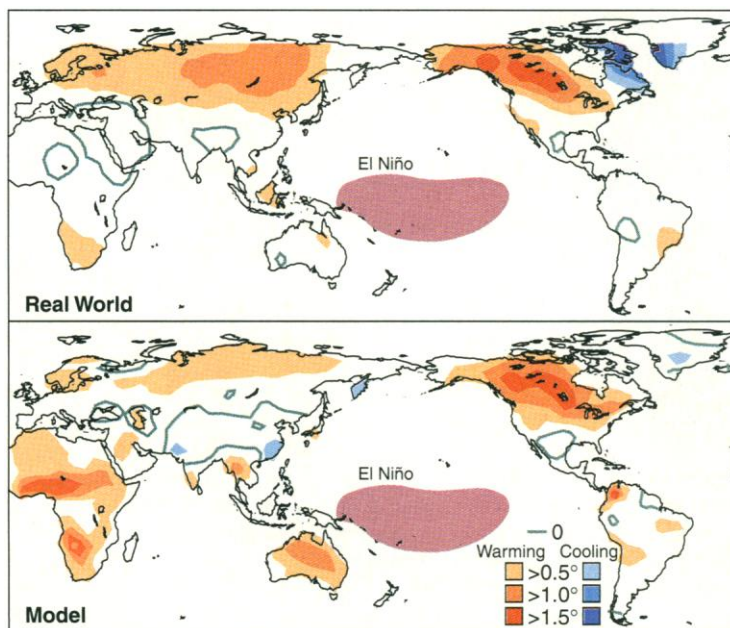 El Niño
Real World
El Niño
0
Warming Cooling
>0.5°
>1.0°
>1.5°
Model